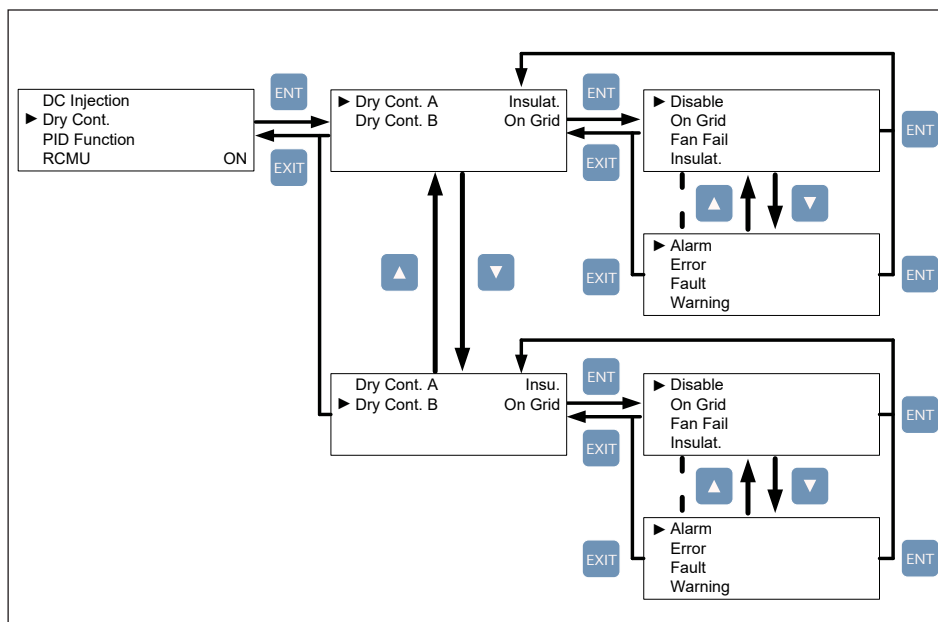 DC Injection
▶ Dry Cont.
PID Function
RCMU ON
ENT
EXIT
▶ Dry Cont. A Insulat.
Dry Cont. B On Grid
ENT
EXIT
▶ Disable
On Grid
Fan Fail
Insulat.
ENT
▲
▼
▶ Alarm
Error
Fault
Warning
EXIT
ENT
▲
▼
Dry Cont. A Insu.
▶ Dry Cont. B On Grid
ENT
EXIT
▶ Disable
On Grid
Fan Fail
Insulat.
ENT
▲
▼
▶ Alarm
Error
Fault
Warning
EXIT
ENT